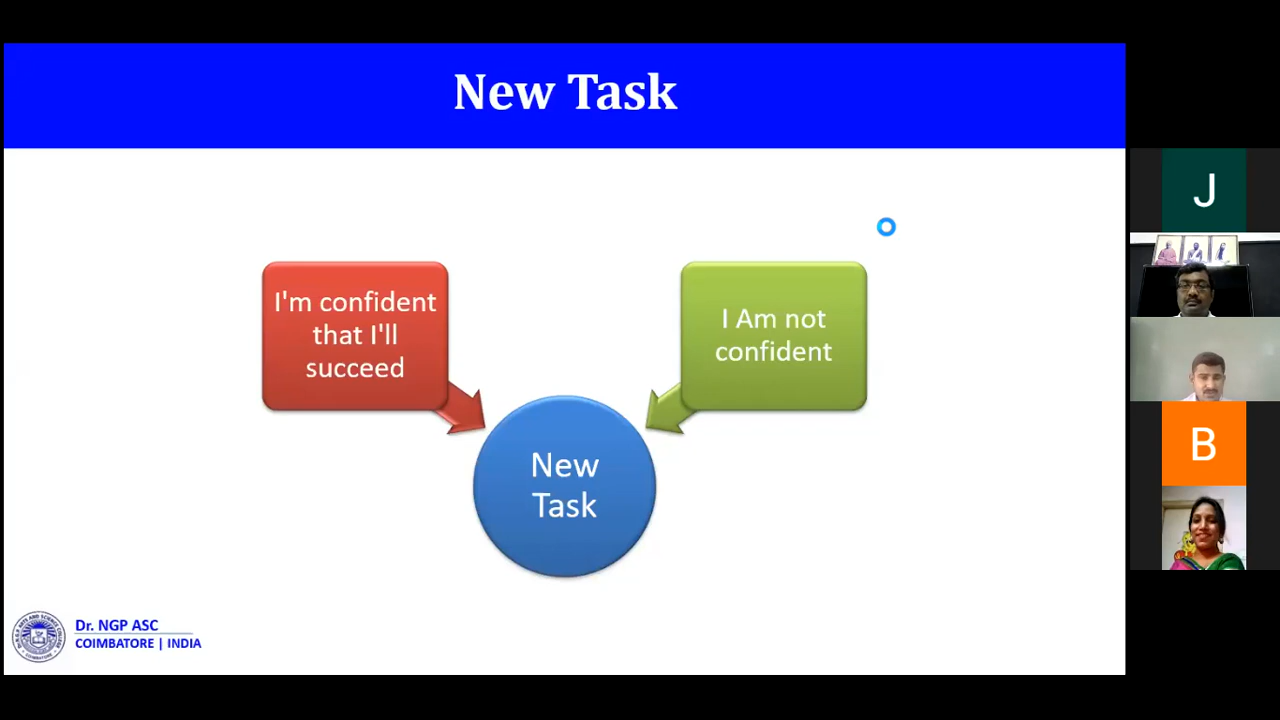 New Task
I'm confident
that I'll
succeed
I Am not
confident
New
Task
J
B
Dr. NGP ASC
COIMBATORE | INDIA